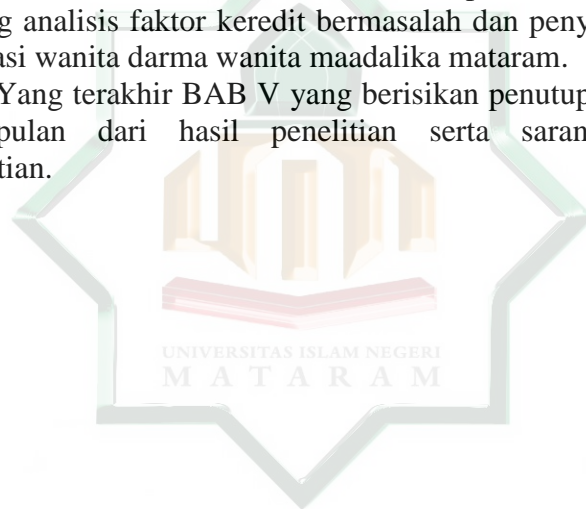 g analisis faktor keredit bermasalah dan peny
asi wanita darma wanita maadalika mataram.
Yang terakhir BAB V yang berisikan penutup
pulan dari hasil penelitian serta saran
tian.
UNIVERSITAS ISLAM NEGERI
MATARAM